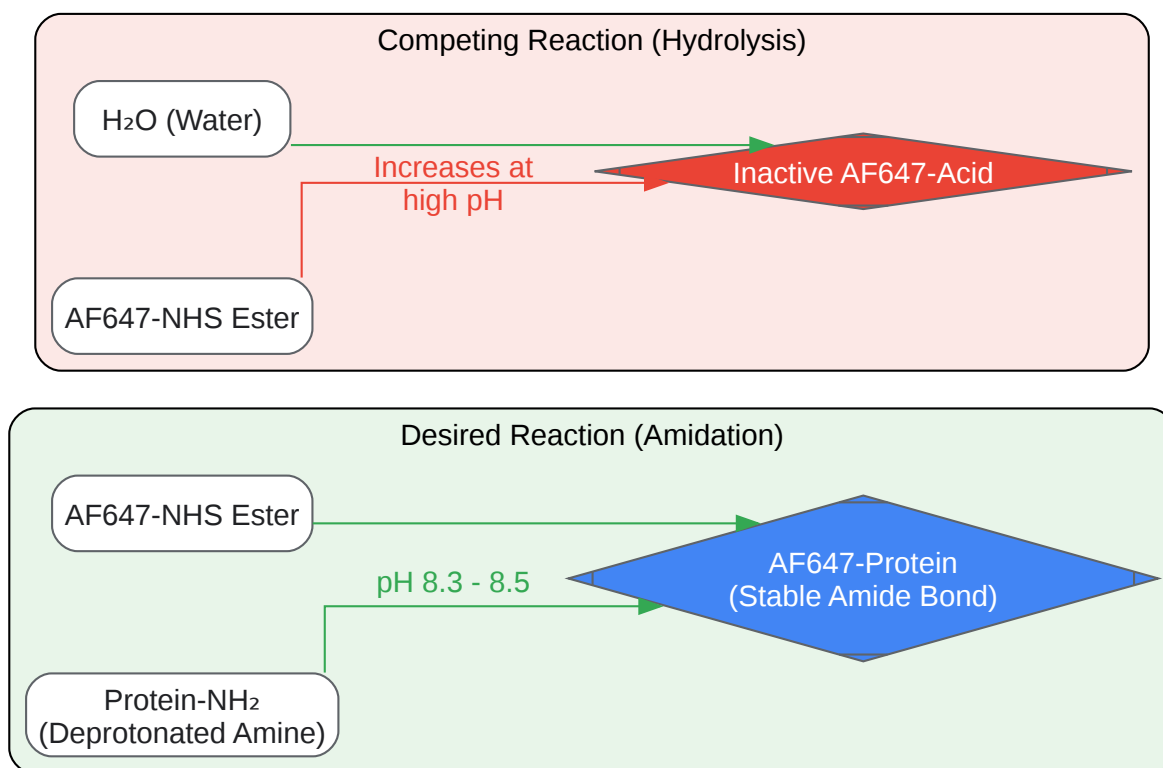 Competing Reaction (Hydrolysis)
H₂O (Water)
Increases at
high pH
Inactive AF647-Acid
AF647-NHS Ester
Desired Reaction (Amidation)
AF647-NHS Ester
pH 8.3 - 8.5
AF647-Protein
(Stable Amide Bond)
Protein-NH₂
(Deprotonated Amine)